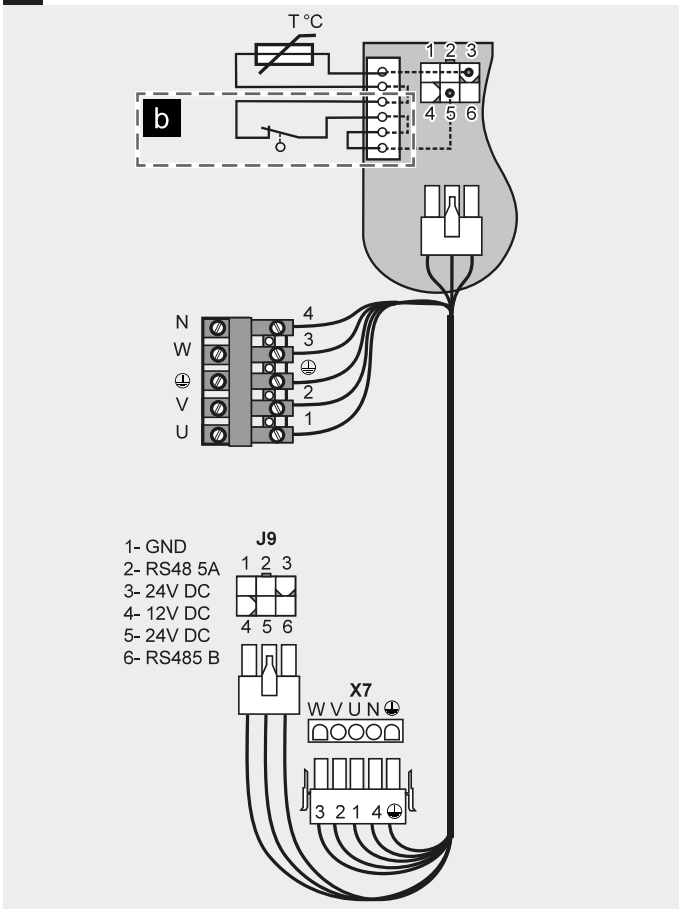 T °C
1 2 3
b
4 5 6
N
W
V
U
4
3
2
1
1- GND
2- RS48 5A
3- 24V DC
4- 12V DC
5- 24V DC
6- RS485 B
J9
1 2 3
4 5 6
X7
W V U N
3 2 1 4